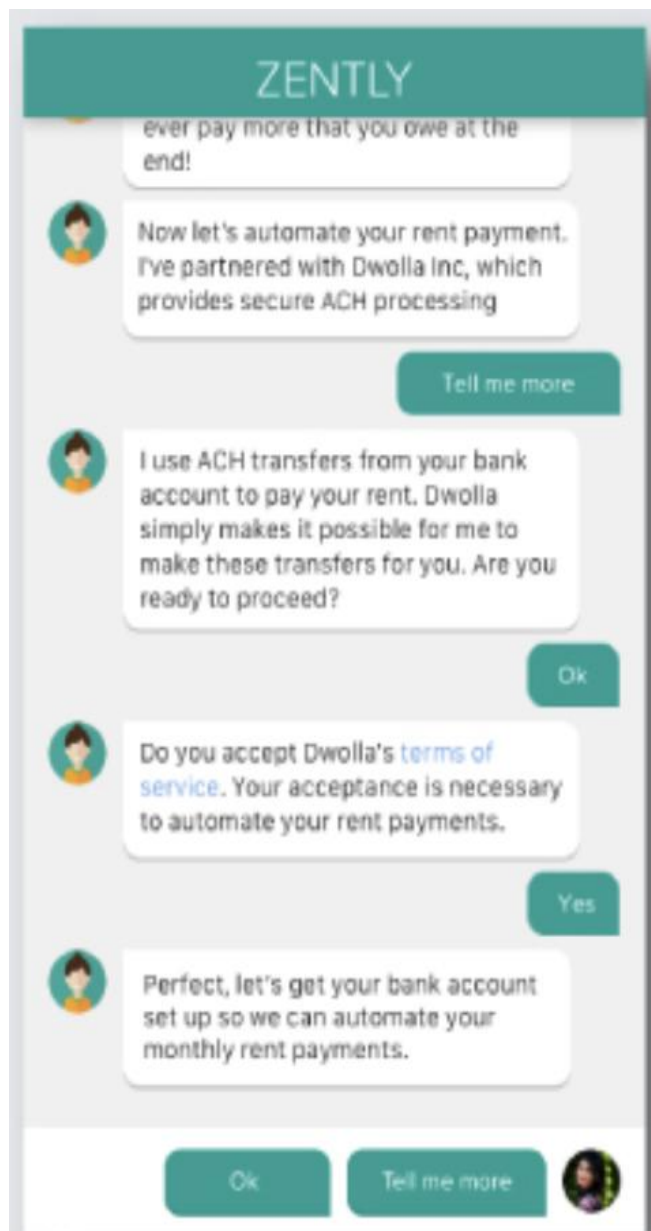 ZENTLY
ever pay more that you owe at the
end!
Now let's automate your rent payment.
I've partnered with Dwolla Inc, which
provides secure ACH processing
Tell me more
I use ACH transfers from your bank
account to pay your rent. Dwolla
simply makes it possible for me to
make these transfers for you. Are you
ready to proceed?
Ok
Do you accept Dwolla's terms of
service. Your acceptance is necessary
to automate your rent payments.
Yes
Perfect, let's get your bank account
set up so we can automate your
monthly rent payments.
Ok
Tell me more